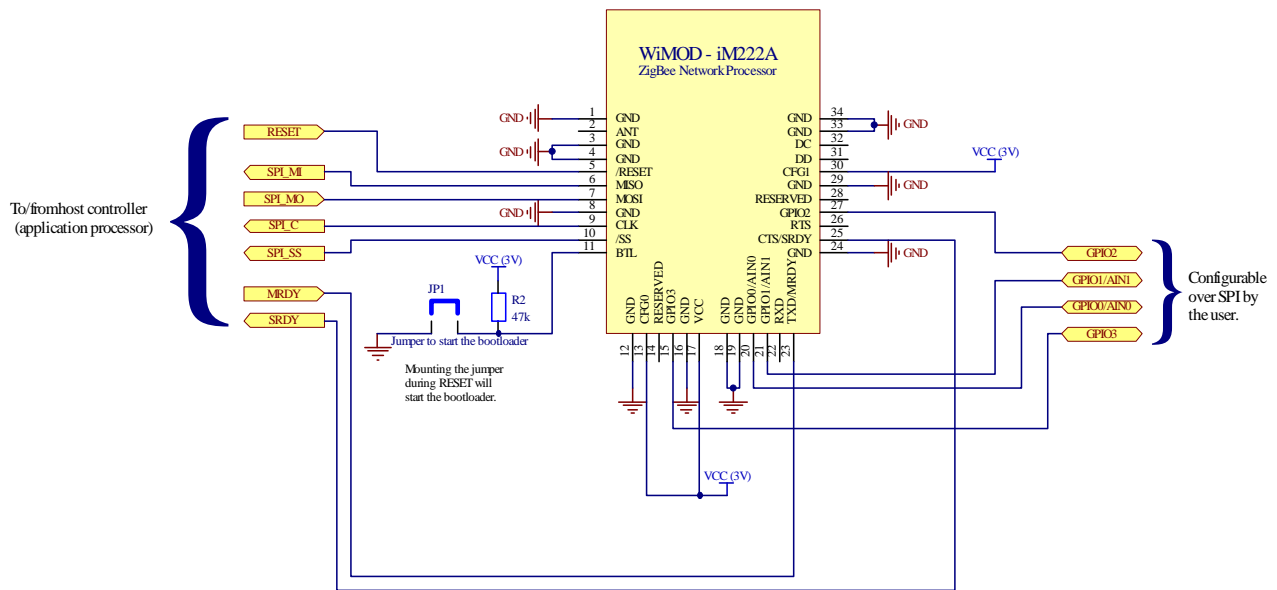 WiMOD - iM222A
ZigBee Network Processor
To/fromhost controller
(application processor)
RESET
SPI_MI
SPI_MO
SPI_C
SPI_SS
MRDY
SRDY
GND
GND
GND
1
2
3
4
5
6
7
8
9
10
11
GND
ANT
GND
GND
/RESET
MISO
MOSI
GND
CLK
/SS
BTL
VCC (3V)
JP1
R2
47k
Jumper to start the bootloader
Mounting the jumper
during RESET will
start the bootloader.
GND
CFG0
RESERVED
GPIO3
GND
VCC
GND
GND
GPIO0/AIN0
GPIO1/AIN1
RXD
TXD/MRDY
12
13
14
15
16
17
18
19
20
21
22
23
GND
GND
DC
DD
CFG1
GND
RESERVED
GPIO2
RTS
CTS/SRDY
GND
34
33
32
31
30
29
28
27
26
25
24
GND
VCC (3V)
GND
GND
VCC (3V)
GPIO2
GPIO1/AIN1
GPIO0/AIN0
GPIO3
Configurable
over SPI by
the user.